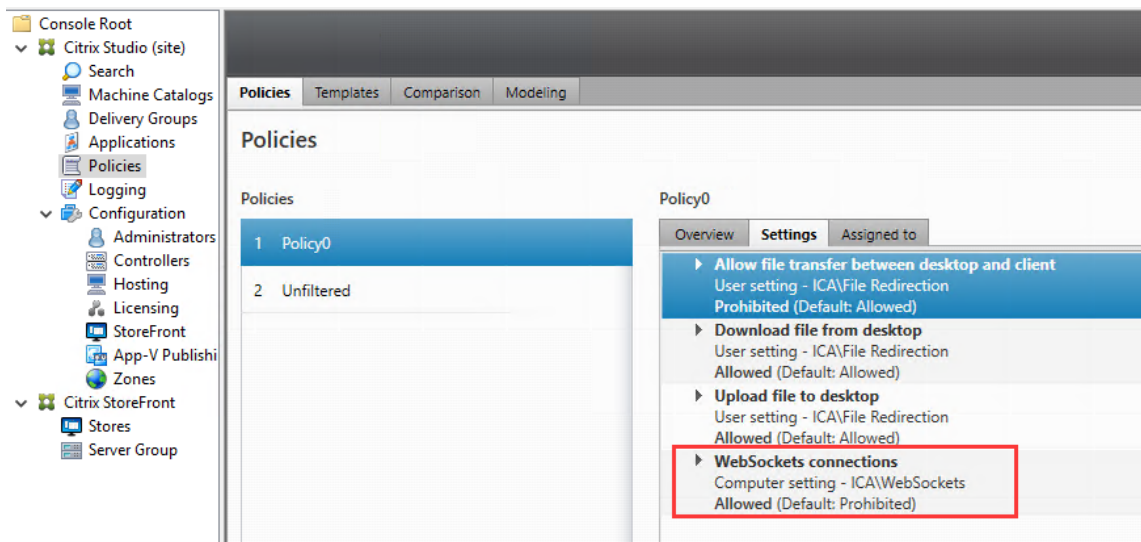 Console Root
Citrix Studio (site)
Search
Machine Catalogs
Delivery Groups
Applications
Policies
Logging
Configuration
Administrators
Controllers
Hosting
Licensing
StoreFront
App-V Publishi
Zones
Citrix StoreFront
Stores
Server Group
Policies Templates Comparison Modeling
Policies
Policies
1 Policy0
2 Unfiltered
Policy0
Overview Settings Assigned to
Allow file transfer between desktop and client
User setting - ICA\File Redirection
Prohibited (Default: Allowed)
Download file from desktop
User setting - ICA\File Redirection
Allowed (Default: Allowed)
Upload file to desktop
User setting - ICA\File Redirection
Allowed (Default: Allowed)
WebSockets connections
Computer setting - ICA\WebSockets
Allowed (Default: Prohibited)